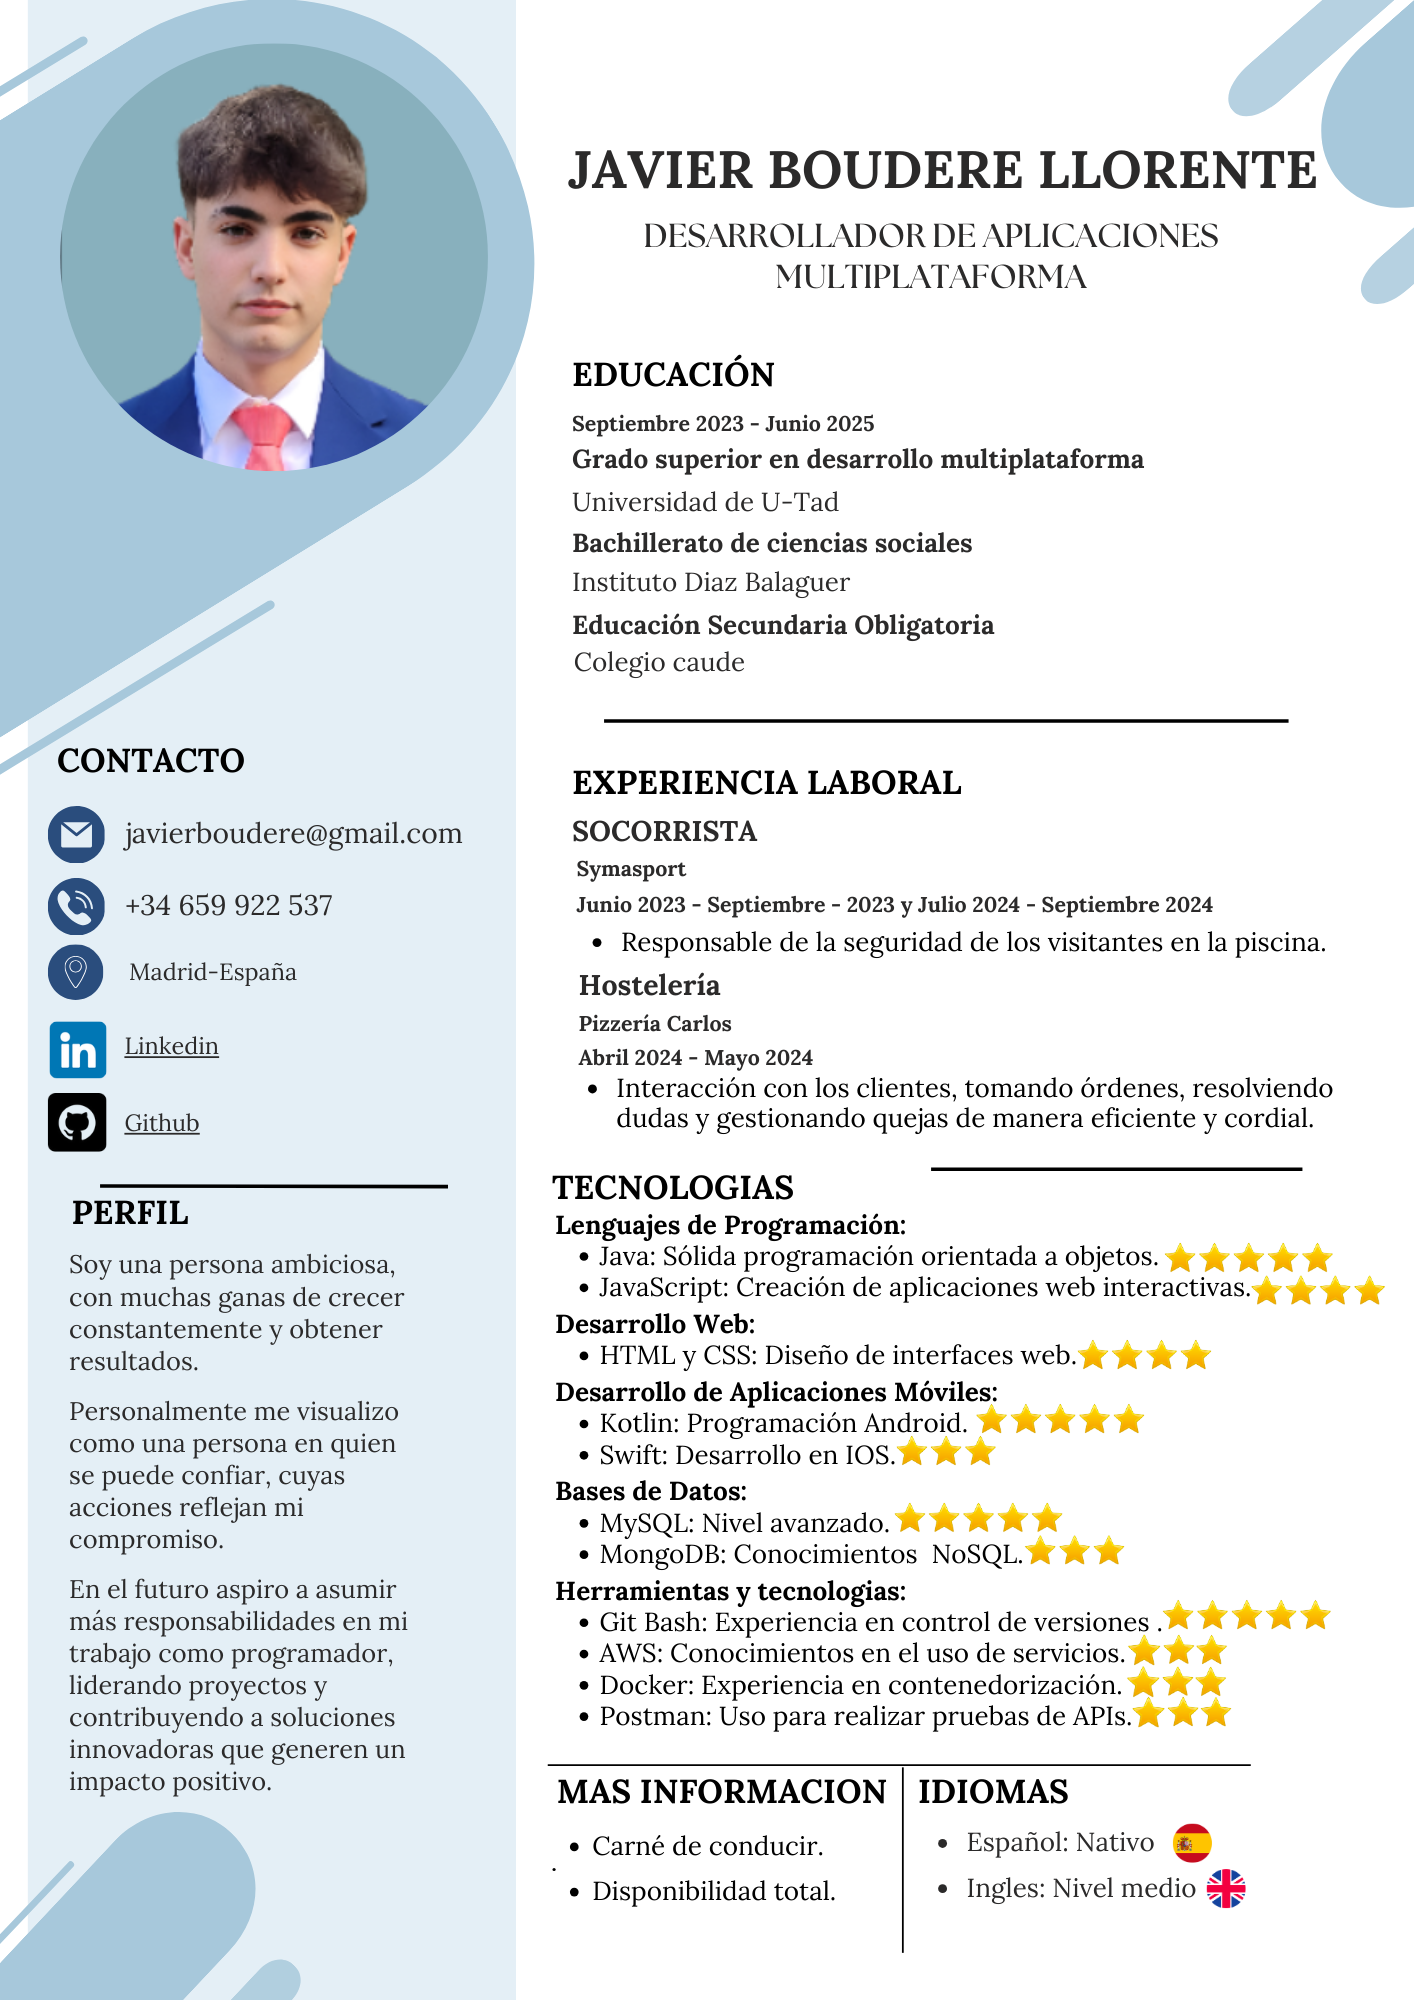 JAVIER BOUDERE LLORENTE
DESARROLLADOR DE APLICACIONES
MULTIPLATAFORMA
EDUCACIÓN
Septiembre 2023 - Junio 2025
Grado superior en desarrollo multiplataforma
Universidad de U-Tad
Bachillerato de ciencias sociales
Instituto Diaz Balaguer
Educación Secundaria Obligatoria
Colegio caude
CONTACTO
javierboudere@gmail.com
+34 659 922 537
Madrid-España
in
Linkedin
Github
PERFIL
Soy una persona ambiciosa,
con muchas ganas de crecer
constantemente y obtener
resultados.
Personalmente me visualizo
como una persona en quien
se puede confiar, cuyas
acciones reflejan mi
compromiso.
En el futuro aspiro a asumir
más responsabilidades en mi
trabajo como programador,
liderando proyectos y
contribuyendo a soluciones
innovadoras que generen un
impacto positivo.
EXPERIENCIA LABORAL
SOCORRISTA
Symasport
Junio 2023 - Septiembre - 2023 y Julio 2024 - Septiembre 2024
• Responsable de la seguridad de los visitantes en la piscina.
Hostelería
Pizzería Carlos
Abril 2024 - Mayo 2024
• Interacción con los clientes, tomando órdenes, resolviendo
dudas y gestionando quejas de manera eficiente y cordial.
TECNOLOGIAS
Lenguajes de Programación:
• Java: Sólida programación orientada a objetos.
• JavaScript: Creación de aplicaciones web interactivas.
Desarrollo Web:
• HTML y CSS: Diseño de interfaces web.
Desarrollo de Aplicaciones Móviles:
• Kotlin: Programación Android.
• Swift: Desarrollo en IOS.
Bases de Datos:
• MySQL: Nivel avanzado.
• MongoDB: Conocimientos  NoSQL.
Herramientas y tecnologias:
• Git Bash: Experiencia en control de versiones .
• AWS: Conocimientos en el uso de servicios.
• Docker: Experiencia en contenedorización.
• Postman: Uso para realizar pruebas de APIs.
MAS INFORMACION
• Carné de conducir.
.
• Disponibilidad total.
IDIOMAS
• Español: Nativo
• Ingles: Nivel medio